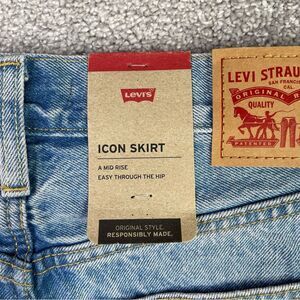 Levi's
ICON SKIRT
A MID RISE
EASY THROUGH THE HIP
ORIGINAL STYLE.
RESPONSIBLY MADE.
LEVI STRAU
SAN FRANCISC
CAL.
ORIGINAL R
QUALITY
PATENTED